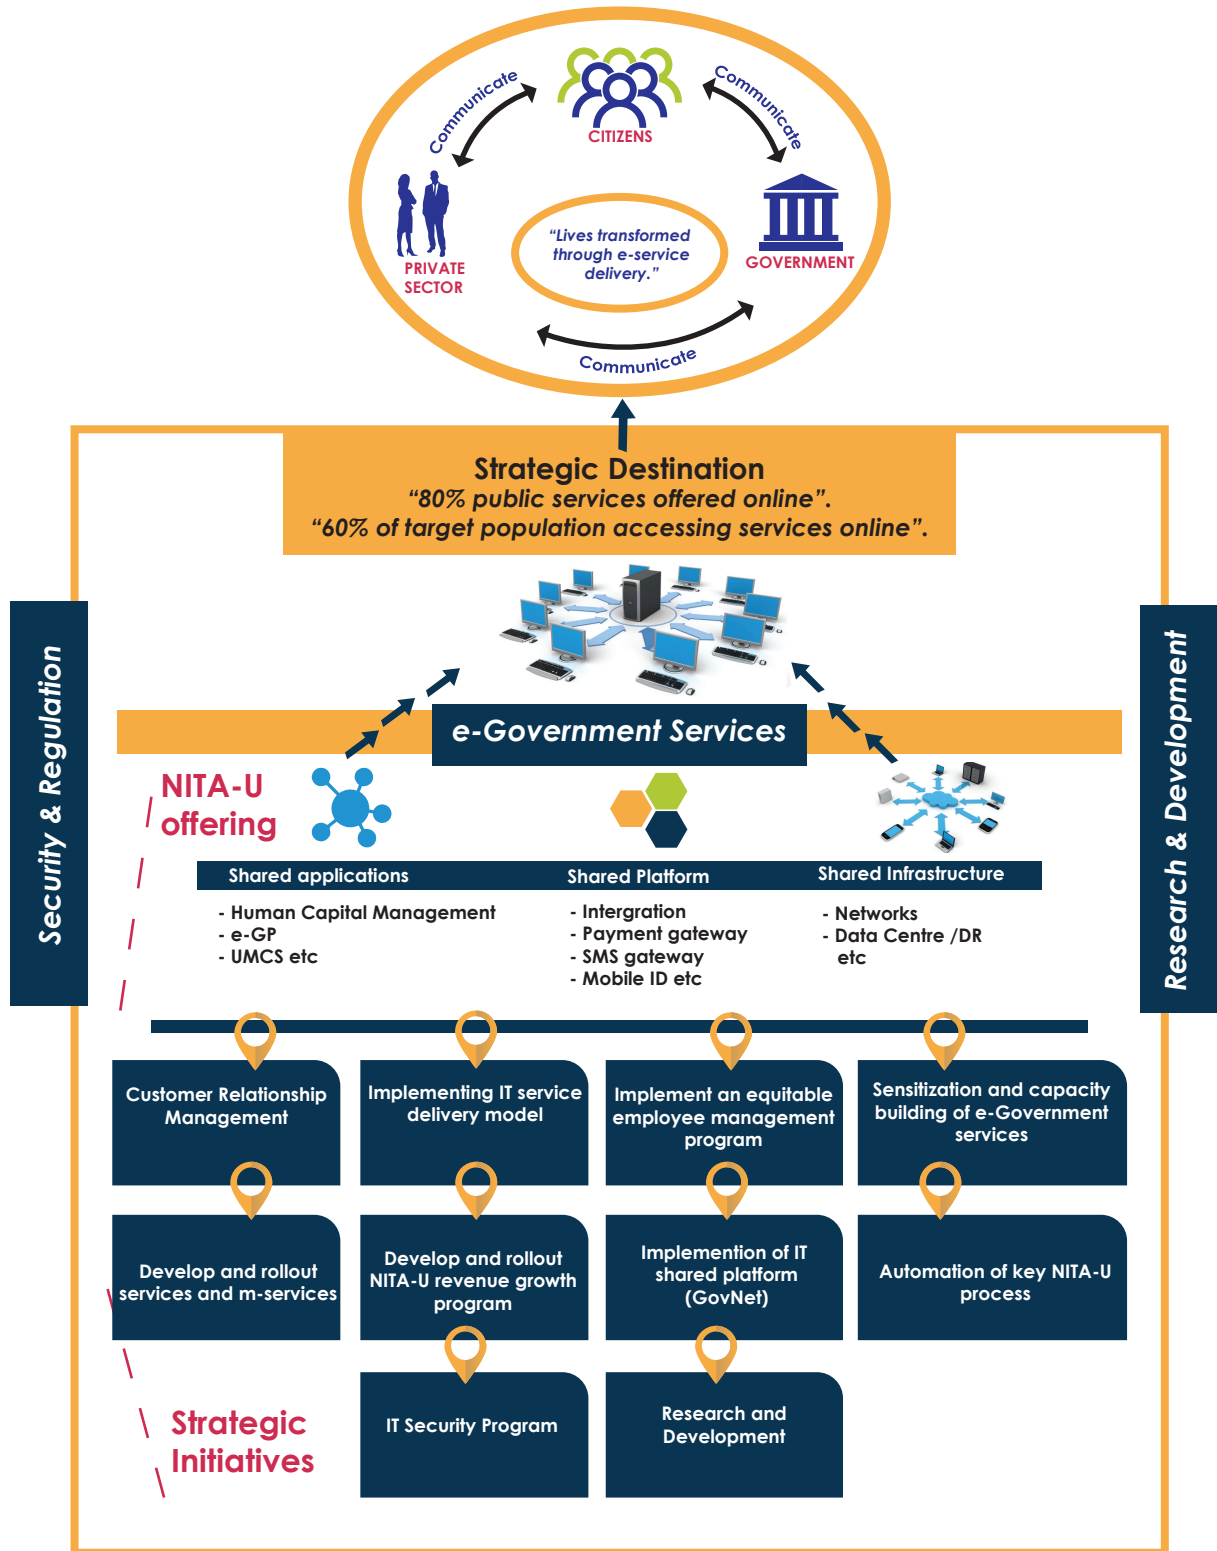 Communicate
Communicate
CITIZENS
PRIVATE
SECTOR
“Lives transformed
through e-service
delivery.”
GOVERNMENT
Communicate
Strategic Destination
“80% public services offered online”.
“60% of target population accessing services online”.
Security & Regulation
Research & Development
e-Government Services
NITA-U
offering
Shared applications
- Human Capital Management
- e-GP
- UMCS etc
Shared Platform
- Intergration
- Payment gateway
- SMS gateway
- Mobile ID etc
Shared Infrastructure
- Networks
- Data Centre /DR
etc
Customer Relationship
Management
Implementing IT service
delivery model
Implement an equitable
employee management
program
Sensitization and capacity
building of e-Government
services
Develop and rollout
services and m-services
Develop and rollout
NITA-U revenue growth
program
Implemention of IT
shared platform
(GovNet)
Automation of key NITA-U
process
Strategic
Initiatives
IT Security Program
Research and
Development